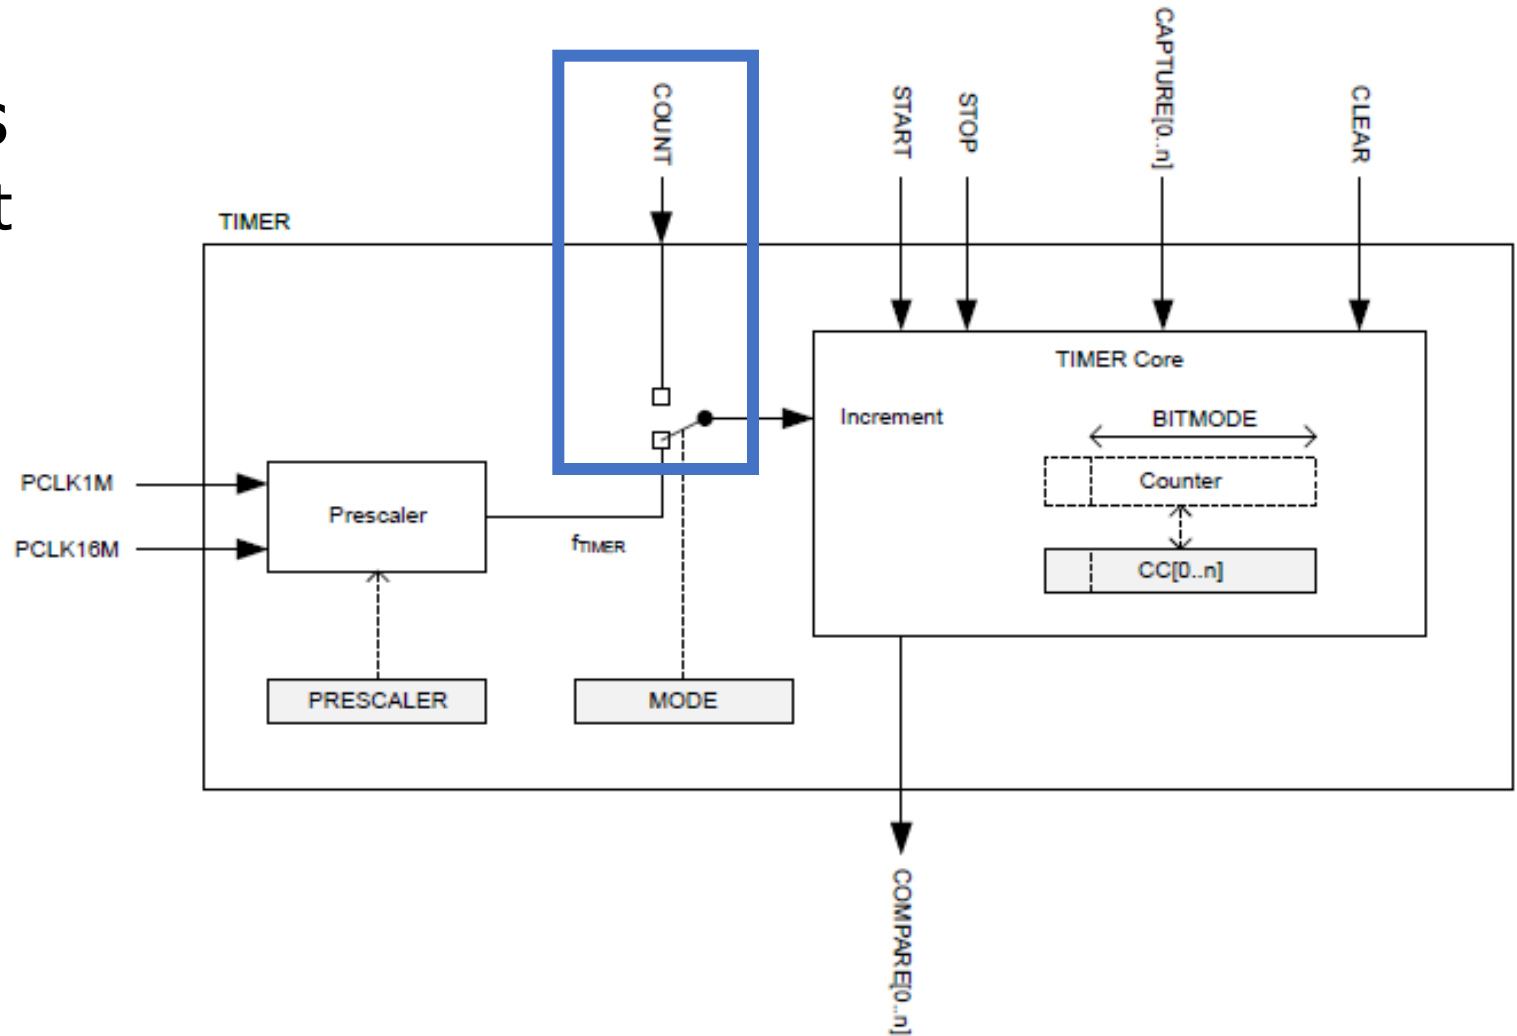 s
t
COUNT
START
STOP
CAPTURE[0..n]
CLEAR
TIMER
TIMER Core
Increment
BITMODE
Counter
CC[0..n]
PCLK1M
PCLK16M
Prescaler
fTIMER
PRESCALER
MODE
COMPARE[0..n]